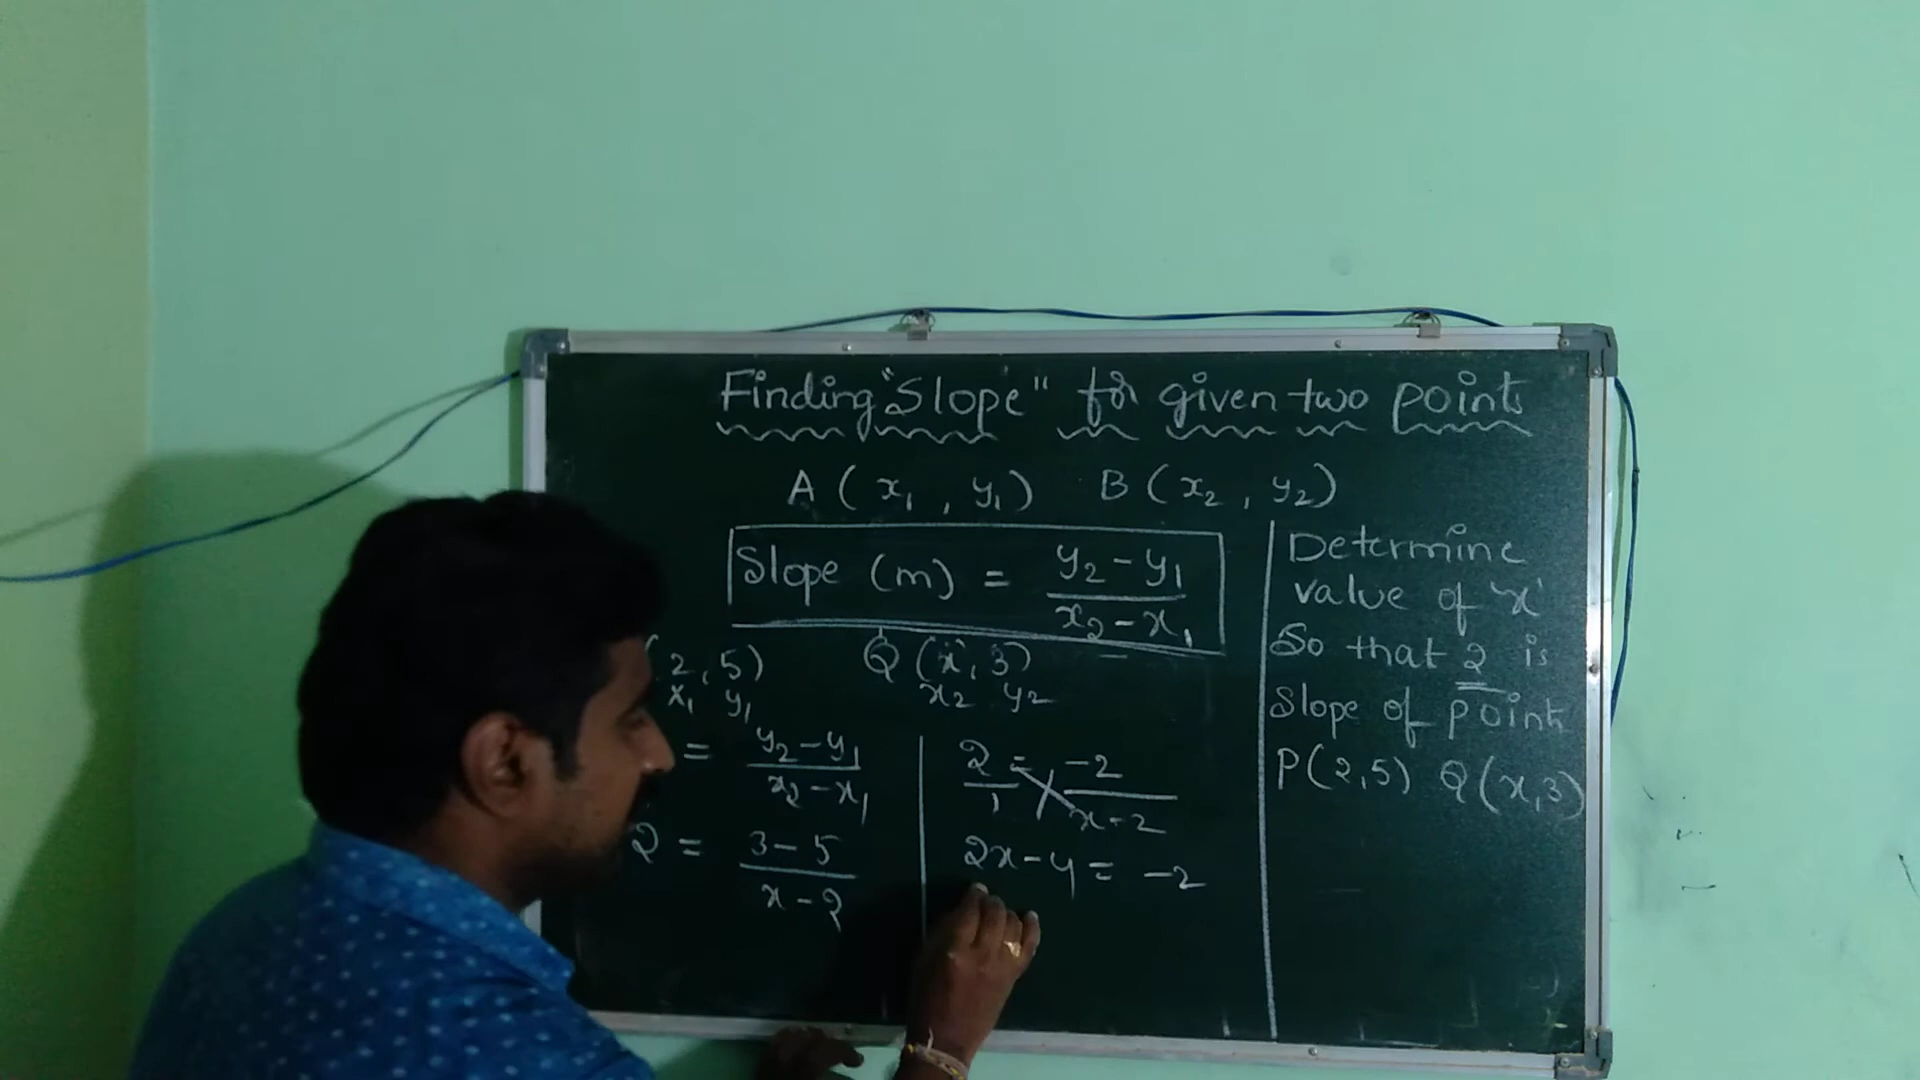 Finding "Slope" for given two points
A ( x₁ , y₁ ) B ( x₂ , y₂ )
Slope (m) = y₂ - y₁ / x₂ - x₁
( 2 , 5 ) Q ( x , 3 )
x₁ y₁ x₂ y₂
= y₂ - y₁ / x₂ - x₁
2 = 3 - 5 / x - 2
2 / 1 = -2 / x - 2
2x - 4 = -2
Determine
value of 'x'
So that 2 is
Slope of point
P(2,5) Q(x,3)